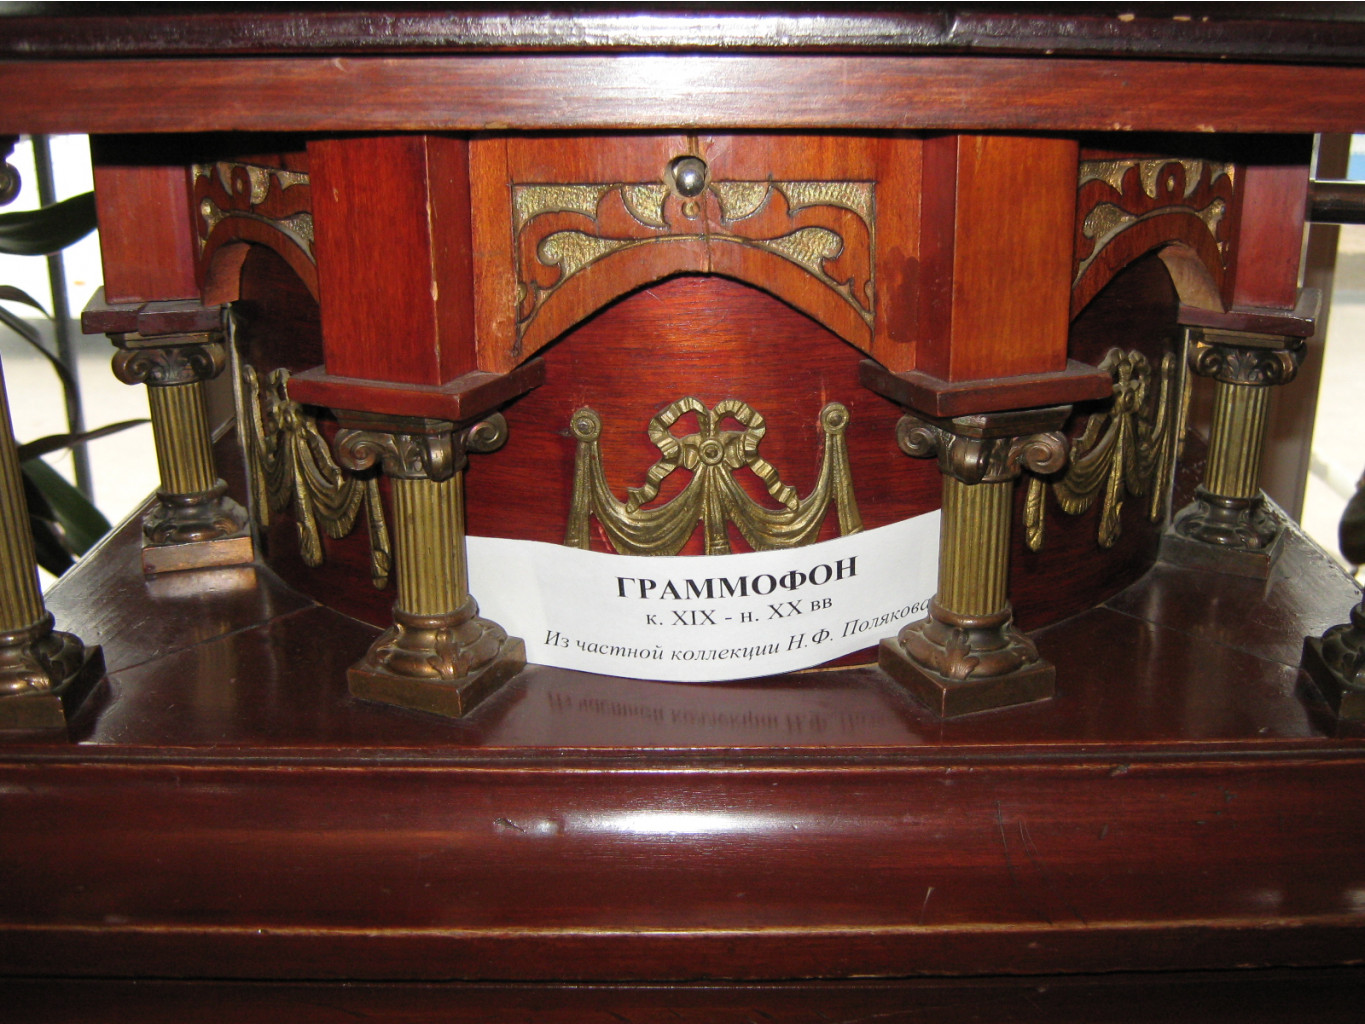 ГРАММОФОН
к. XIX - н. XX вв
Из частной коллекции Н.Ф. Полякова